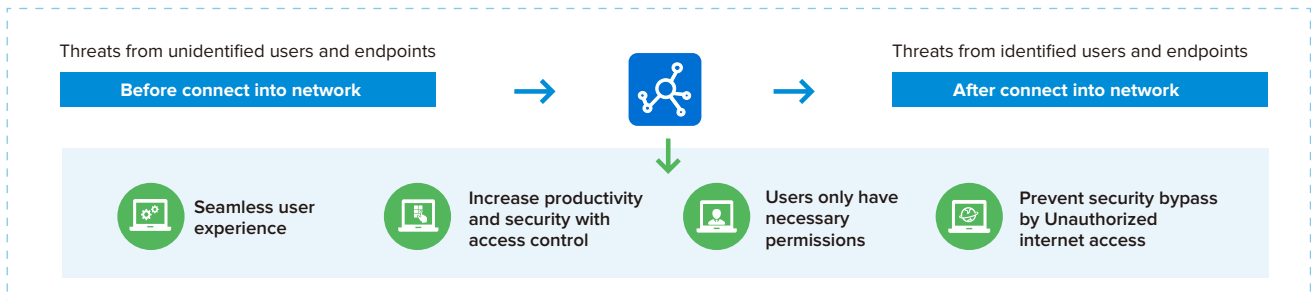 Threats from unidentified users and endpoints
Before connect into network
Threats from identified users and endpoints
After connect into network
Seamless user
experience
Increase productivity
and security with
access control
Users only have
necessary
permissions
Prevent security bypass
by Unauthorized
internet access